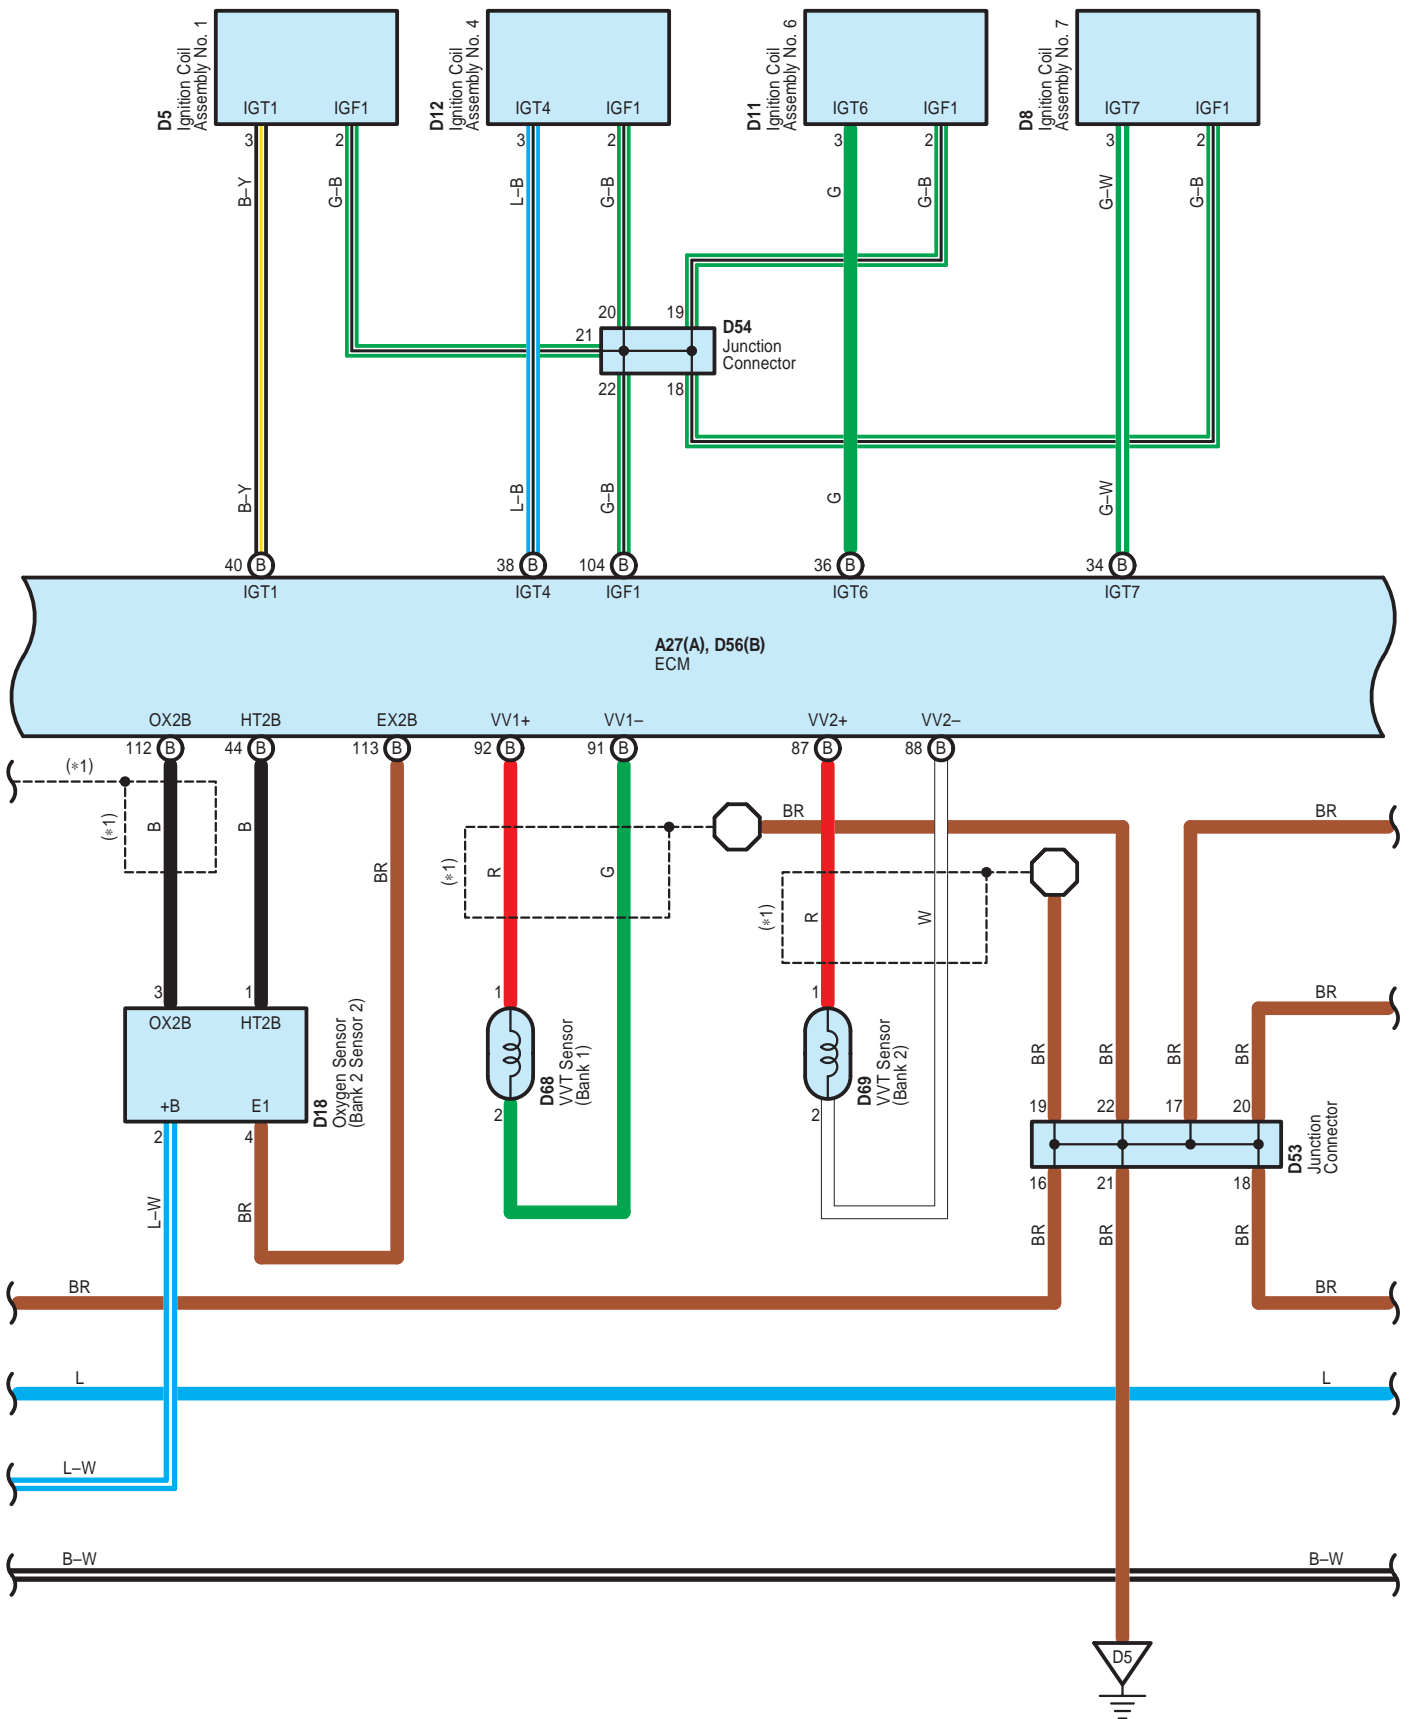 D5
Ignition Coil
Assembly No. 1
D12
Ignition Coil
Assembly No. 4
D11
Ignition Coil
Assembly No. 6
D8
Ignition Coil
Assembly No. 7
IGT1 IGF1 IGT4 IGF1 IGT6 IGF1 IGT7 IGF1
3 2 3 2 3 2 3 2
B–Y G–B L–B G–B G G–B G–W G–B
20 19
21
D54
Junction
Connector
22 18
B–Y L–B G–B G G–W
40 B 38 B 104 B 36 B 34 B
IGT1 IGT4 IGF1 IGT6 IGT7
A27(A), D56(B)
ECM
OX2B HT2B EX2B VV1+ VV1– VV2+ VV2–
112 B 44 B 113 B 92 B 91 B 87 B 88 B
(*1)
(*1) B B BR (*1) R G BR BR
(*1) R W
3 1 1 1
OX2B HT2B
+B E1
D18
Oxygen Sensor
(Bank 2 Sensor 2)
D68
VVT Sensor
(Bank 1)
D69
VVT Sensor
(Bank 2)
BR
BR BR BR BR
19 22 17 20
2 4 2 2
D53
Junction
Connector
16 21 18
L–W BR BR BR BR
BR BR
L L
L–W
B–W B–W
D5